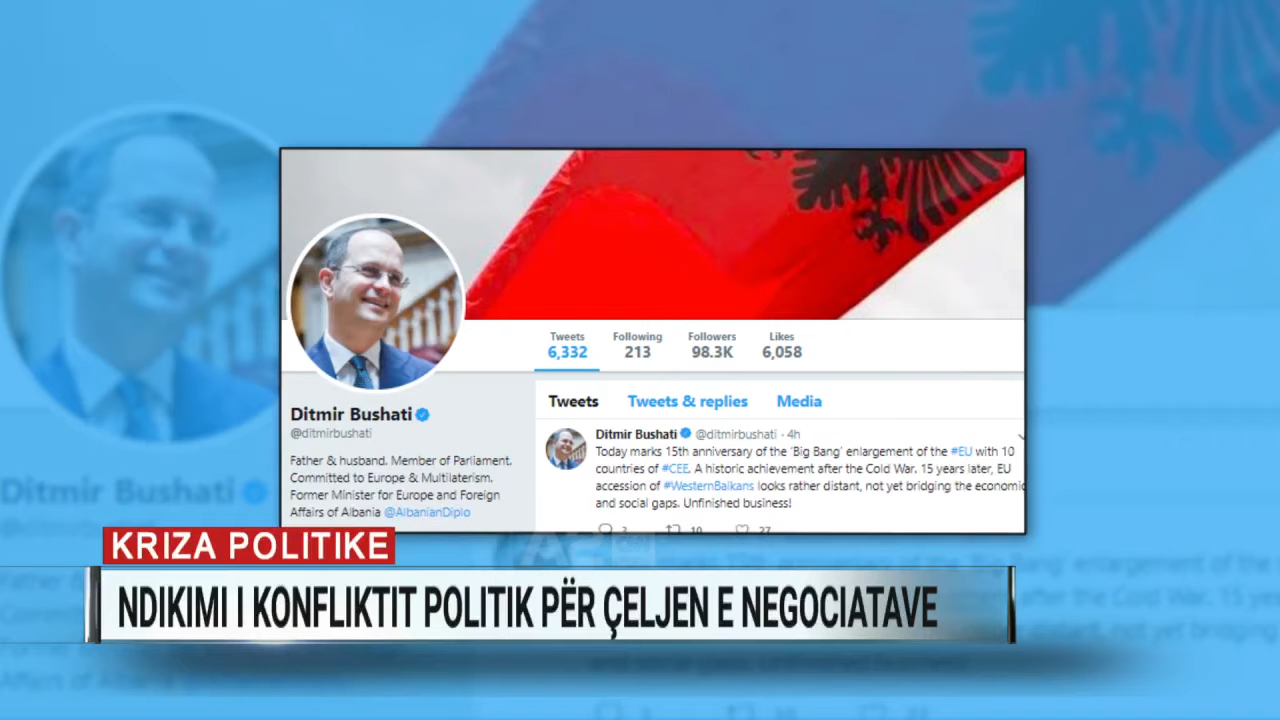 Tweets
6,332
Following
213
Followers
98.3K
Likes
6,058
Ditmir Bushati
@ditmirbushati
Father & husband. Member of Parliament.
Committed to Europe & Multilaterism.
Former Minister for Europe and Foreign
Affairs of Albania @AlbanianDiplo
Tweets Tweets & replies Media
Ditmir Bushati @ditmirbushati · 4h
Today marks 15th anniversary of the 'Big Bang' enlargement of the #EU with 10
countries of #CEE. A historic achievement after the Cold War. 15 years later, EU
accession of #WesternBalkans looks rather distant, not yet bridging the economic
and social gaps. Unfinished business!
3 10 27
KRIZA POLITIKE
NDIKIMI I KONFLIKTIT POLITIK PËR ÇELJEN E NEGOCIATAVE